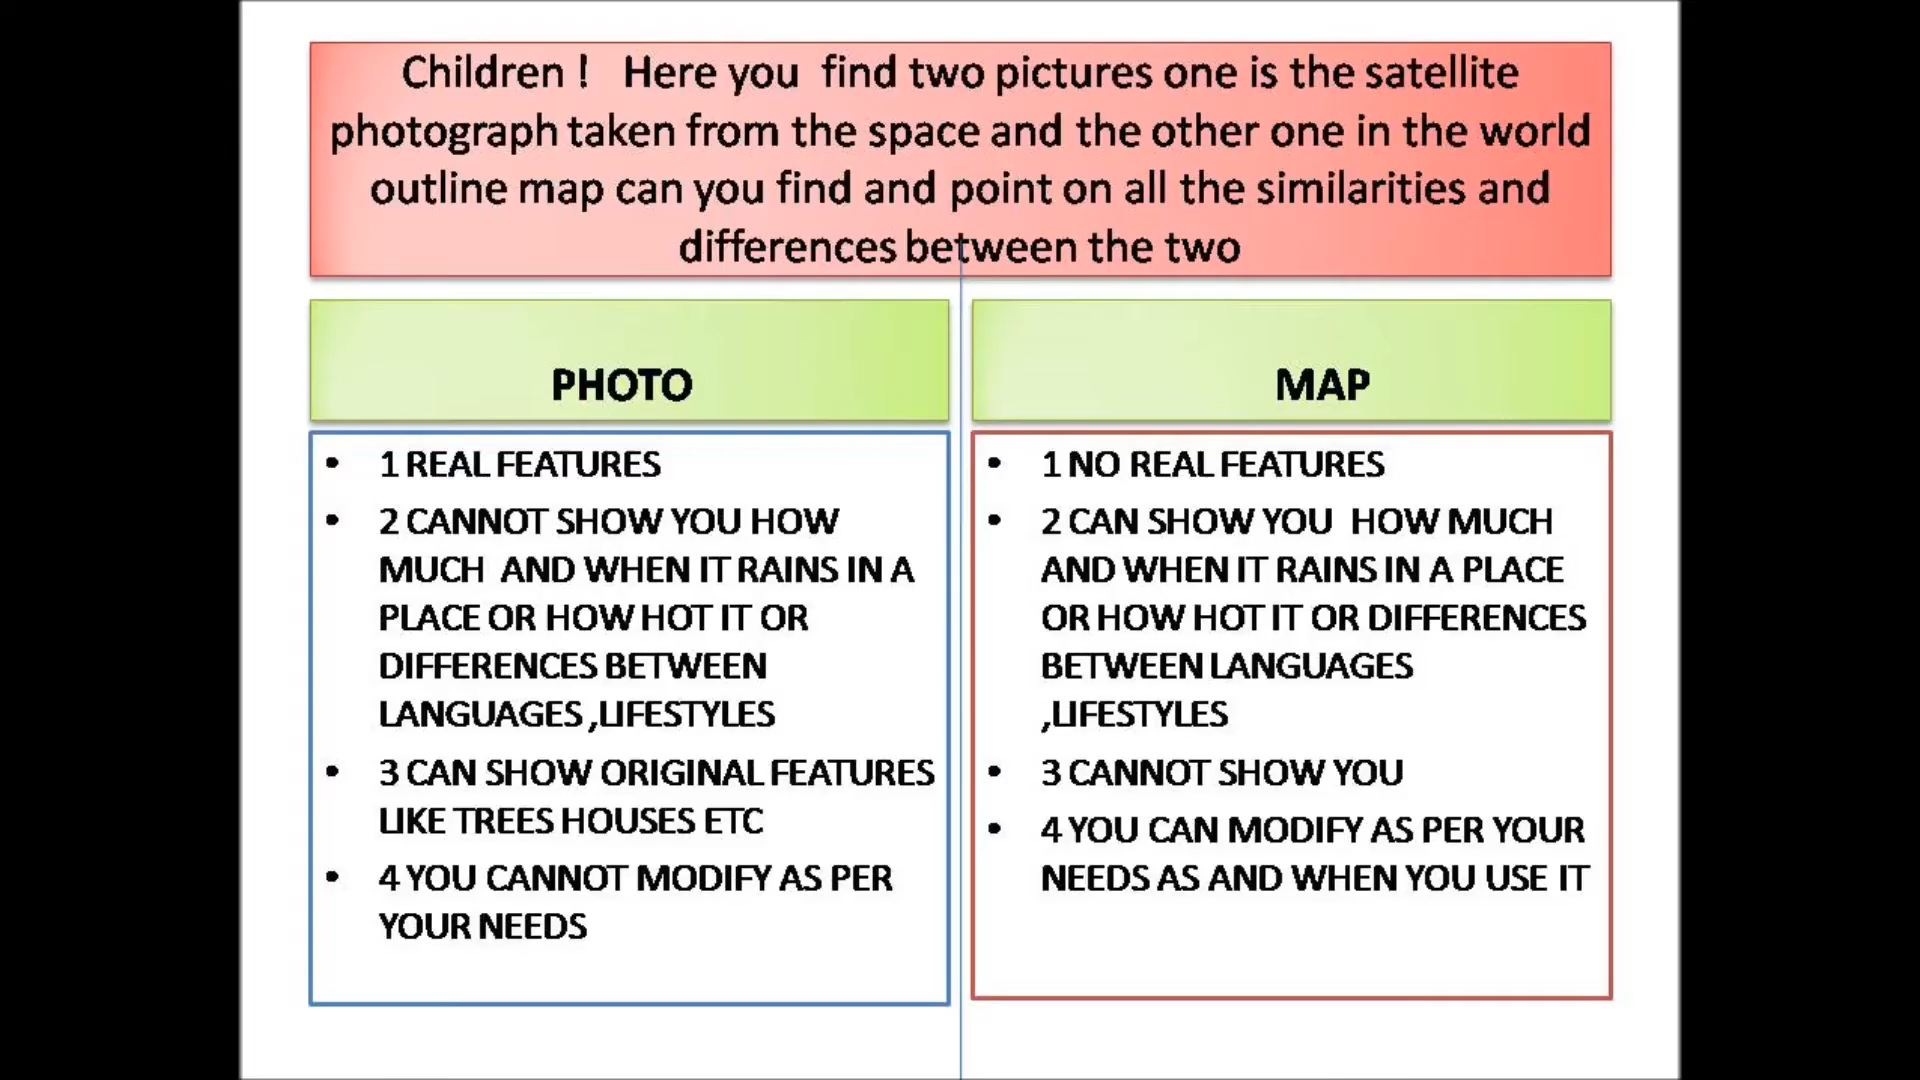 Children !   Here you  find two pictures one is the satellite
photograph taken from the space and the other one in the world
outline map can you find and point on all the similarities and
differences between the two
PHOTO
• 1 REAL FEATURES
• 2 CANNOT SHOW YOU HOW
MUCH  AND WHEN IT RAINS IN A
PLACE OR HOW HOT IT OR
DIFFERENCES BETWEEN
LANGUAGES ,LIFESTYLES
• 3 CAN SHOW ORIGINAL FEATURES
LIKE TREES HOUSES ETC
• 4 YOU CANNOT MODIFY AS PER
YOUR NEEDS
MAP
• 1 NO REAL FEATURES
• 2 CAN SHOW YOU  HOW MUCH
AND WHEN IT RAINS IN A PLACE
OR HOW HOT IT OR DIFFERENCES
BETWEEN LANGUAGES
,LIFESTYLES
• 3 CANNOT SHOW YOU
• 4 YOU CAN MODIFY AS PER YOUR
NEEDS AS AND WHEN YOU USE IT